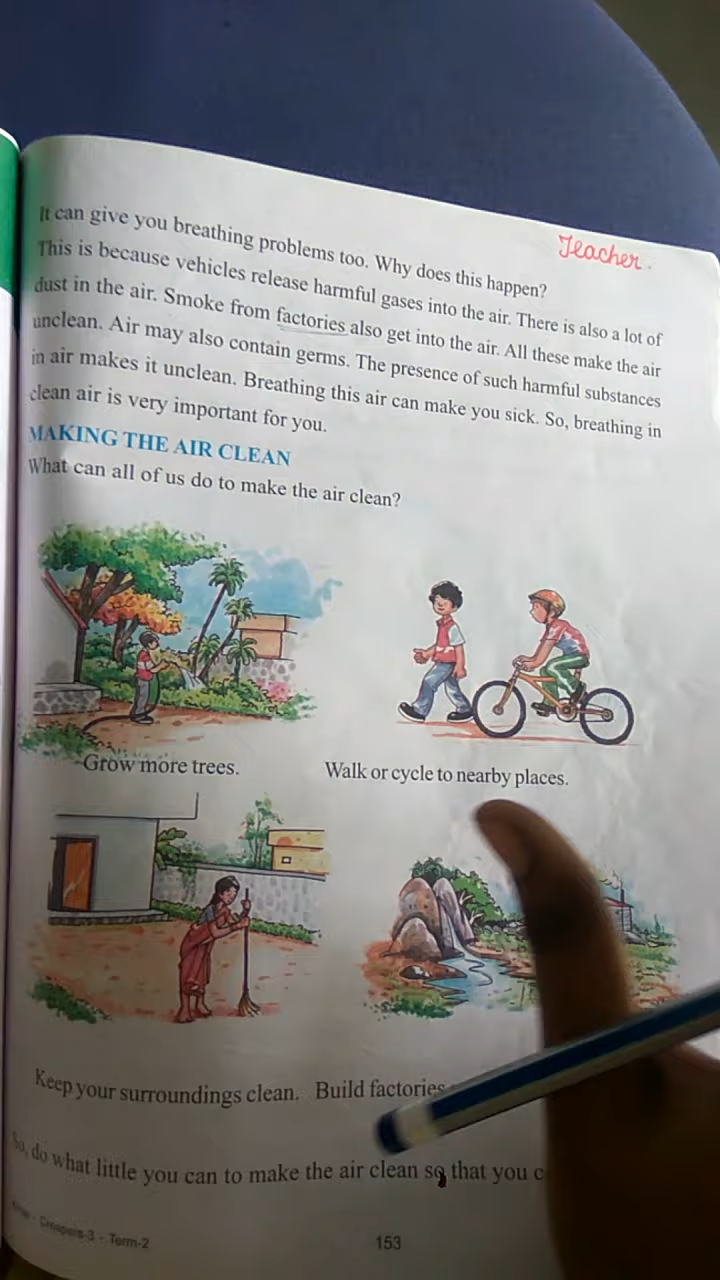 Teacher.
It can give you breathing problems too. Why does this happen?
This is because vehicles release harmful gases into the air. There is also a lot of
dust in the air. Smoke from factories also get into the air. All these make the air
unclean. Air may also contain germs. The presence of such harmful substances
in air makes it unclean. Breathing this air can make you sick. So, breathing in
clean air is very important for you.
MAKING THE AIR CLEAN
What can all of us do to make the air clean?
Grow more trees.
Walk or cycle to nearby places.
Keep your surroundings clean.
Build factories
So, do what little you can to make the air clean so that you
Creepers-3 - Term-2
153